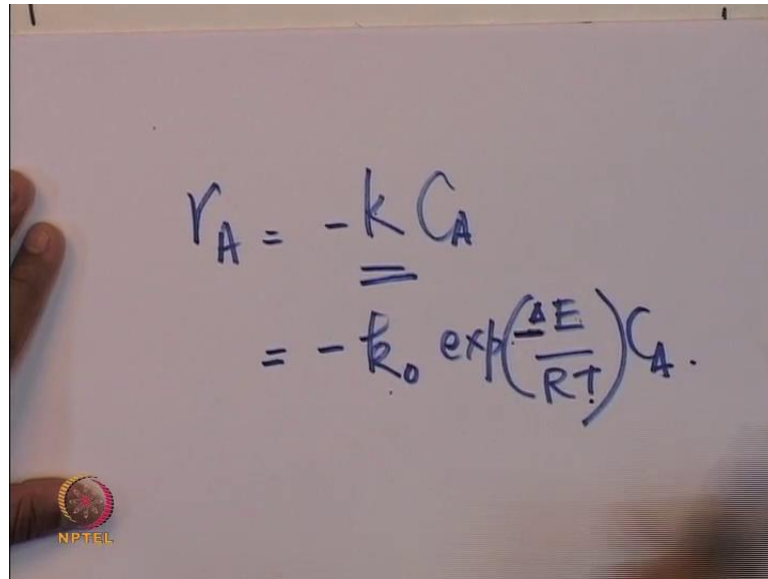 r_A = -k C_A
= - k_0 exp(-ΔE/RT) C_A.
NPTEL